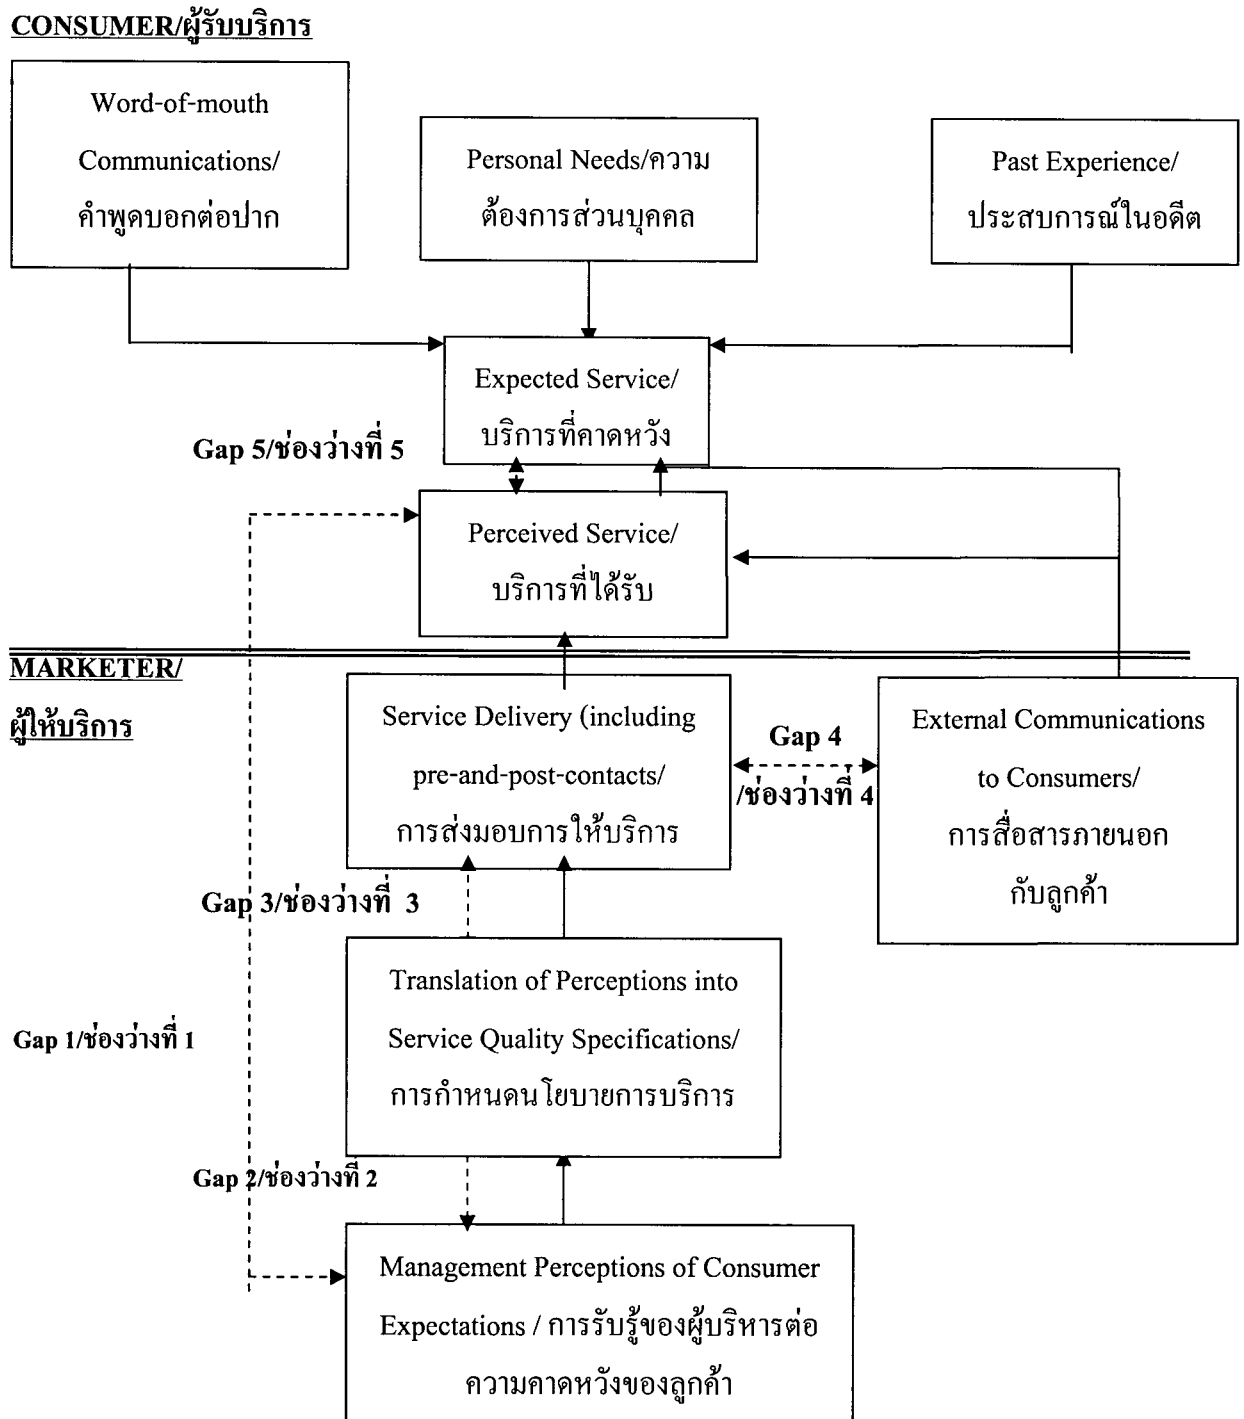 CONSUMER/ผู้รับบริการ
Word-of-mouth
Communications/
คำพูดบอกต่อปาก
Personal Needs/ความ
ต้องการส่วนบุคคล
Past Experience/
ประสบการณ์ในอดีต
Expected Service/
บริการที่คาดหวัง
Gap 5/ช่องว่างที่ 5
Perceived Service/
บริการที่ได้รับ
MARKETER/
ผู้ให้บริการ
Service Delivery (including
pre-and-post-contacts/
การส่งมอบการให้บริการ
Gap 4
/ช่องว่างที่ 4
External Communications
to Consumers/
การสื่อสารภายนอก
กับลูกค้า
Gap 3/ช่องว่างที่ 3
Translation of Perceptions into
Service Quality Specifications/
การกำหนดนโยบายการบริการ
Gap 1/ช่องว่างที่ 1
Gap 2/ช่องว่างที่ 2
Management Perceptions of Consumer
Expectations / การรับรู้ของผู้บริหารต่อ
ความคาดหวังของลูกค้า